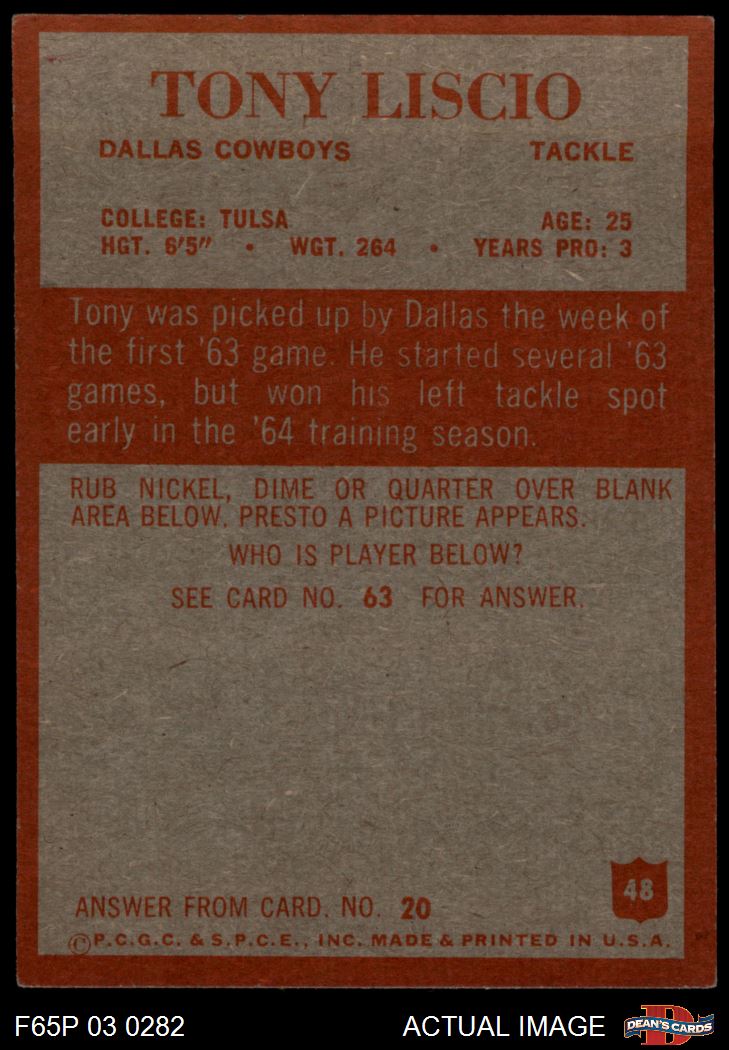 TONY LISCIO
DALLAS COWBOYS TACKLE
COLLEGE: TULSA AGE: 25
HGT. 6'5" • WGT. 264 • YEARS PRO: 3
Tony was picked up by Dallas the week of
the first '63 game. He started several '63
games, but won his left tackle spot
early in the '64 training season.
RUB NICKEL, DIME OR QUARTER OVER BLANK
AREA BELOW. PRESTO A PICTURE APPEARS.
WHO IS PLAYER BELOW?
SEE CARD NO. 63 FOR ANSWER.
48
ANSWER FROM CARD. NO. 20
©P.C.G.C. & S.P.C.E., INC. MADE & PRINTED IN U.S.A.
F65P 03 0282 ACTUAL IMAGE DEAN'S CARDS